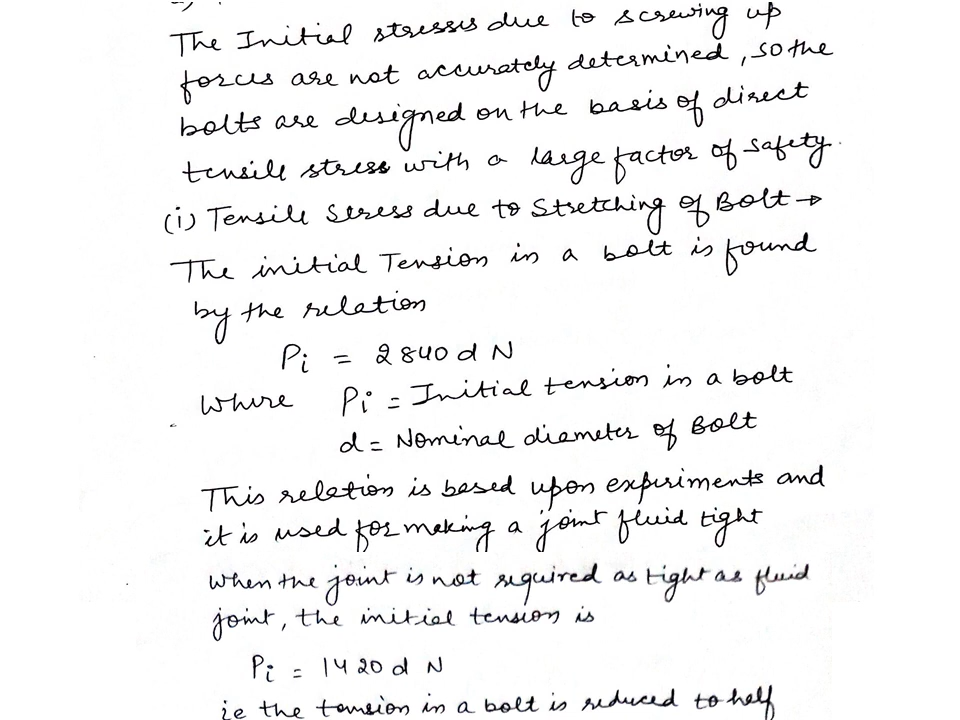 The Initial stresses due to screwing up
forces are not accurately determined, so the
bolts are designed on the basis of direct
tensile stress with a large factor of safety.
(i) Tensile Stress due to Stretching of Bolt →
The initial Tension in a bolt is found
by the relation
Pi = 2840 d N
Where Pi = Initial tension in a bolt
d = Nominal diameter of Bolt
This relation is based upon experiments and
it is used for making a joint fluid tight
When the joint is not required as tight as fluid
joint, the initial tension is
Pi = 1420 d N
ie the tension in a bolt is reduced to half